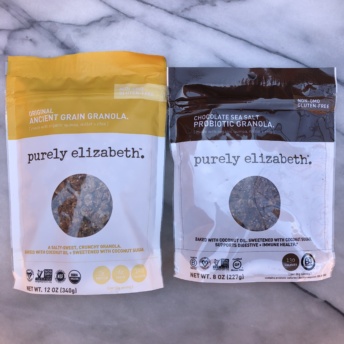 ORIGINAL
ANCIENT GRAIN GRANOLA.
purely elizabeth.
A SALTY-SWEET, CRUNCHY GRANOLA,
BAKED WITH COCONUT OIL + SWEETENED WITH COCONUT SUGAR.
NET WT. 12 OZ (340g)
NON-GMO
GLUTEN-FREE
CHOCOLATE SEA SALT
PROBIOTIC GRANOLA.
purely elizabeth.
BAKED WITH COCONUT OIL, SWEETENED WITH COCONUT SUGAR.
SUPPORTS DIGESTIVE + IMMUNE HEALTH.
NET WT. 8 OZ (227g)